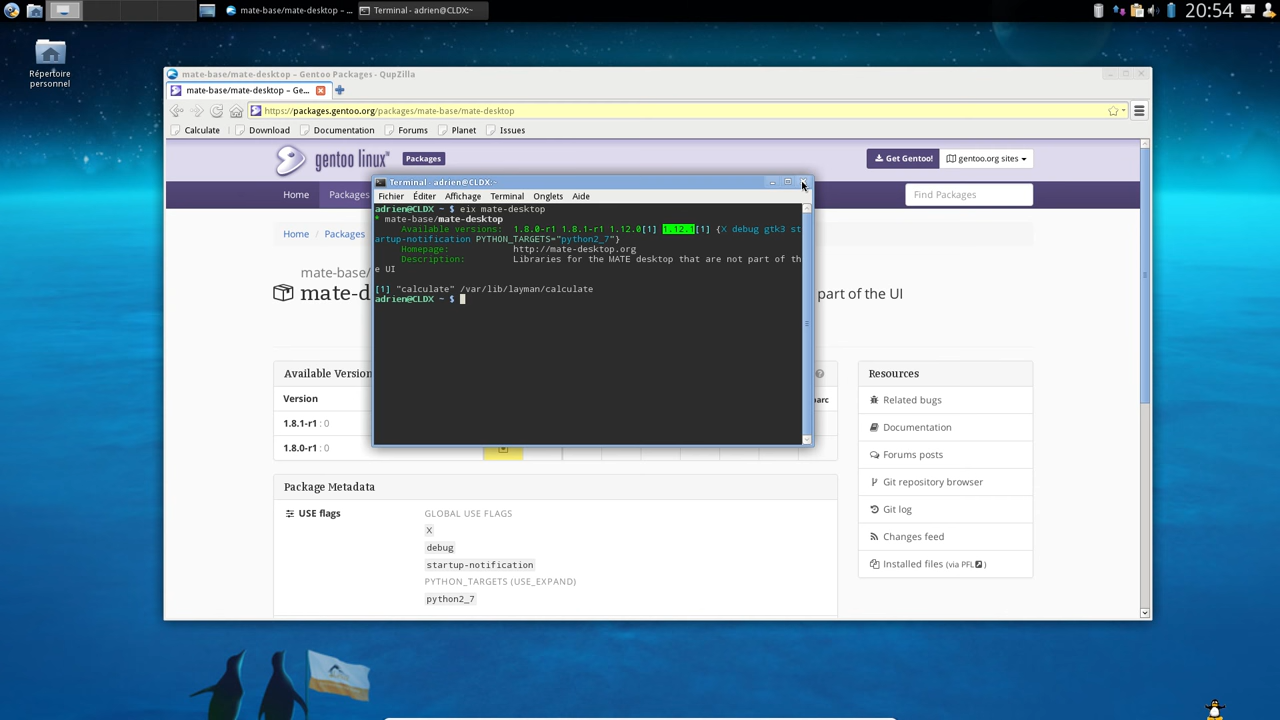 mate-base/mate-desktop – ...
Terminal - adrien@CLDX:~
20:54
Répertoire
personnel
mate-base/mate-desktop – Gentoo Packages - QupZilla
mate-base/mate-desktop – Ge...
https://packages.gentoo.org/packages/mate-base/mate-desktop
Calculate
Download
Documentation
Forums
Planet
Issues
gentoo linux
Packages
Get Gentoo!
gentoo.org sites
Home
Packages
Find Packages
Terminal - adrien@CLDX:~
Fichier Éditer Affichage Terminal Onglets Aide
adrien@CLDX ~ $ eix mate-desktop
* mate-base/mate-desktop
Available versions: 1.8.0-r1 1.8.1-r1 1.12.0[1] 1.12.1[1] {X debug gtk3 st
artup-notification PYTHON_TARGETS="python2_7"}
Homepage: http://mate-desktop.org
Description: Libraries for the MATE desktop that are not part of th
e UI
[1] "calculate" /var/lib/layman/calculate
adrien@CLDX ~ $
Home
Packages
mate-base/
mate-d
part of the UI
Available Version
Version
arc
1.8.1-r1 : 0
1.8.0-r1 : 0
Package Metadata
USE flags
GLOBAL USE FLAGS
X
debug
startup-notification
PYTHON_TARGETS (USE_EXPAND)
python2_7
Resources
Related bugs
Documentation
Forums posts
Git repository browser
Git log
Changes feed
Installed files (via PFL)